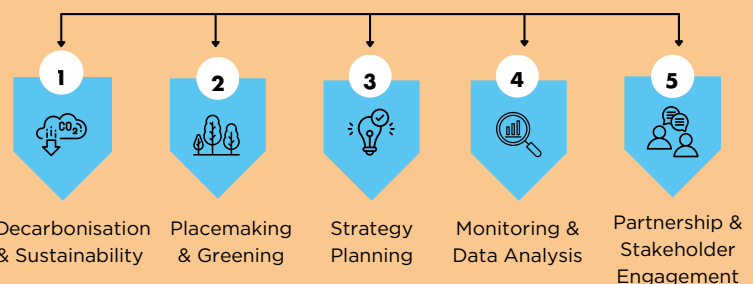 1
2
3
4
5
CO₂
Decarbonisation
& Sustainability
Placemaking
& Greening
Strategy
Planning
Monitoring &
Data Analysis
Partnership &
Stakeholder
Engagement